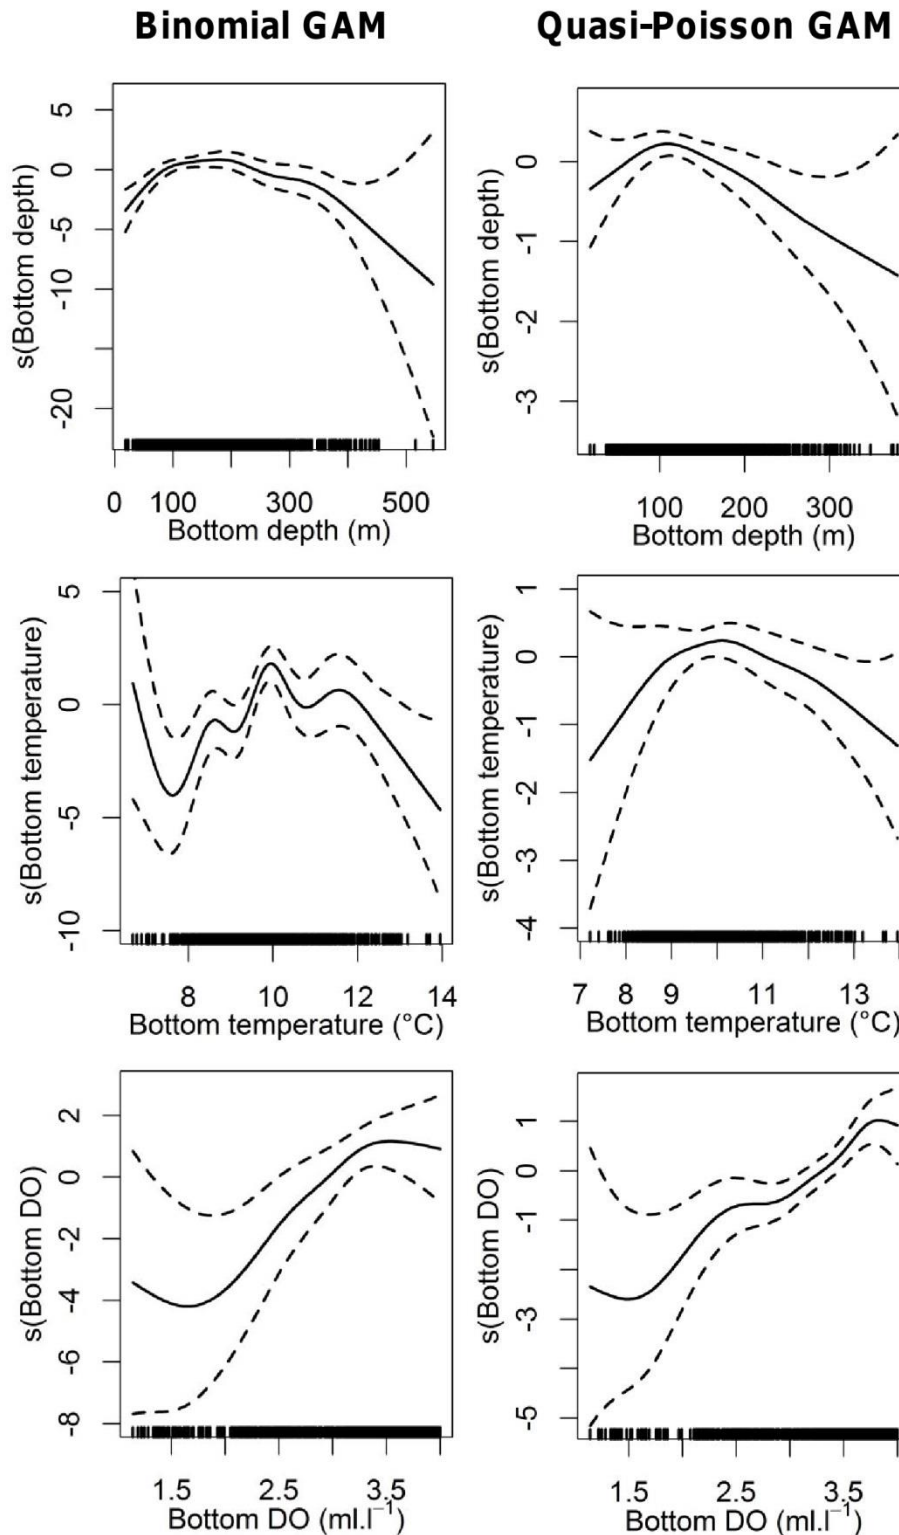 Binomial GAM
Quasi-Poisson GAM
s(Bottom depth)
5
0
-5
-10
-20
0 100 300 500
Bottom depth (m)
s(Bottom depth)
0
-1
-2
-3
100 200 300
Bottom depth (m)
s(Bottom temperature)
5
0
-5
-10
8 10 12 14
Bottom temperature (°C)
s(Bottom temperature)
1
0
-1
-2
-3
-4
7 8 9 11 13
Bottom temperature (°C)
s(Bottom DO)
2
0
-2
-4
-6
-8
1.5 2.5 3.5
Bottom DO (ml.l⁻¹)
s(Bottom DO)
1
0
-1
-3
-5
1.5 2.5 3.5
Bottom DO (ml.l⁻¹)